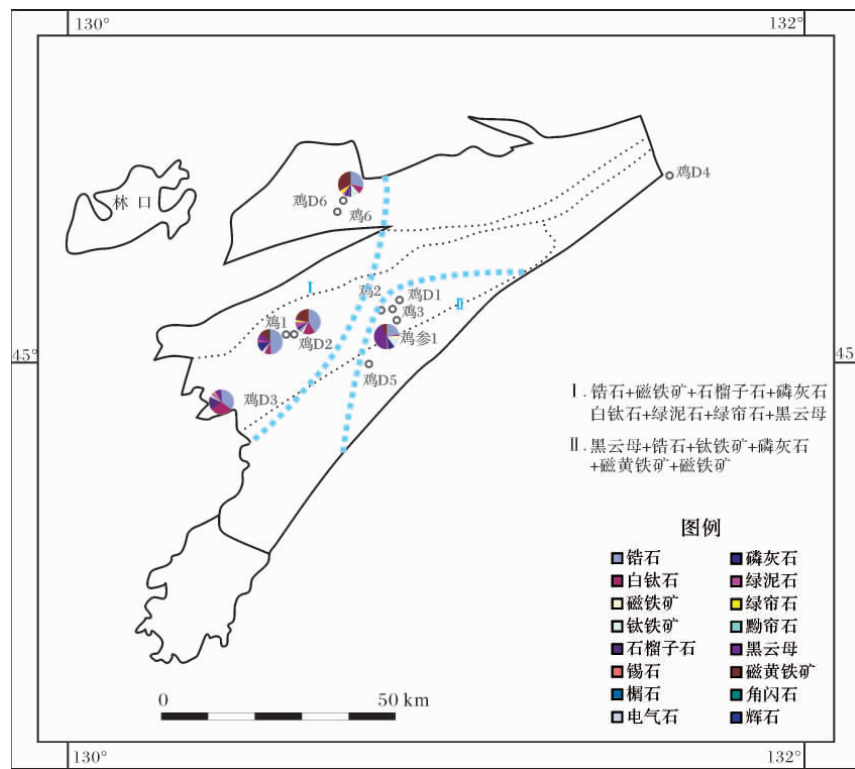 130°
132°
鸡D4
林 口
鸡D6
鸡6
Ⅰ
鸡2
鸡D1
Ⅱ
鸡3
鸡1
鸡D2
鸡参1
45°
45°
鸡D5
鸡D3
Ⅰ.锆石+磁铁矿+石榴子石+磷灰石
白钛石+绿泥石+绿帘石+黑云母
Ⅱ.黑云母+锆石+钛铁矿+磷灰石
+磁黄铁矿+磁铁矿
图例
锆石
磷灰石
白钛石
绿泥石
磁铁矿
绿帘石
钛铁矿
黝帘石
石榴子石
黑云母
锡石
磁黄铁矿
榍石
角闪石
电气石
辉石
0
50 km
130°
132°